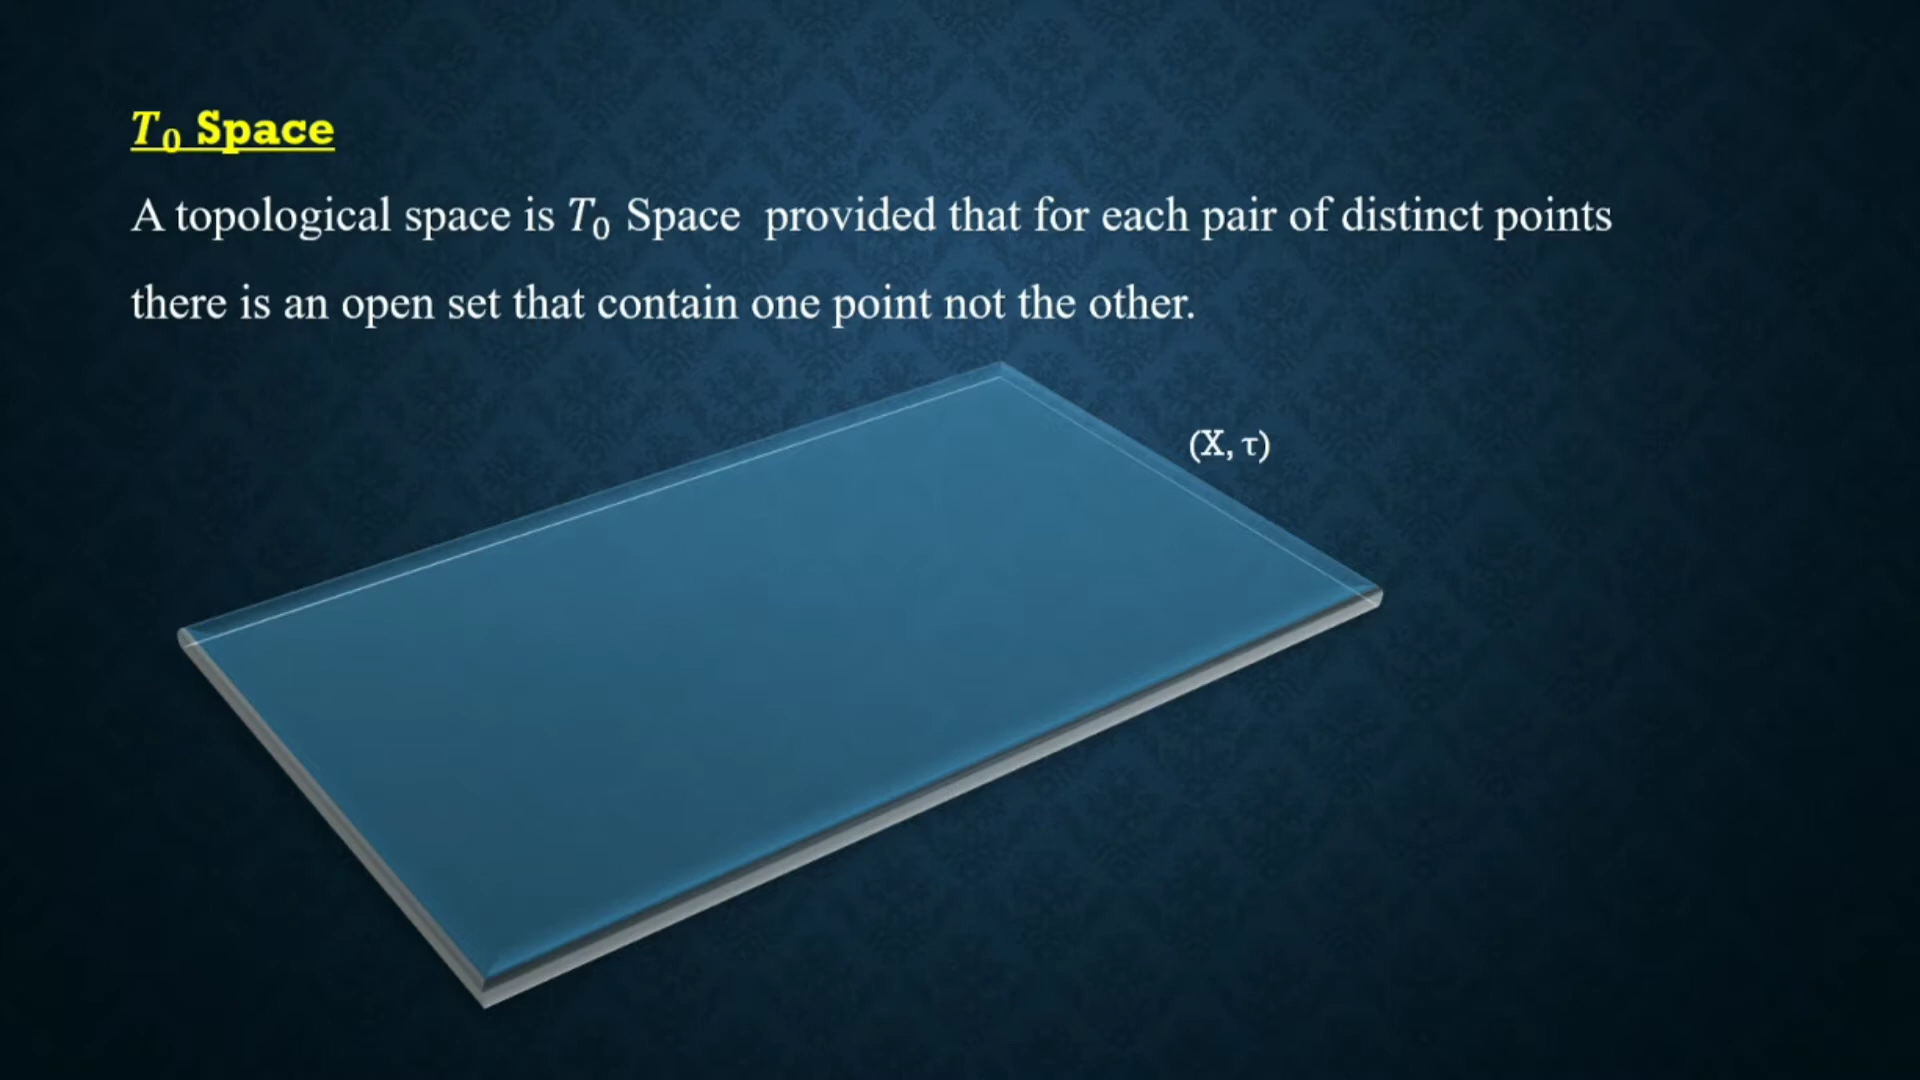 T₀ Space
A topological space is T₀ Space provided that for each pair of distinct points
there is an open set that contain one point not the other.
(X, τ)